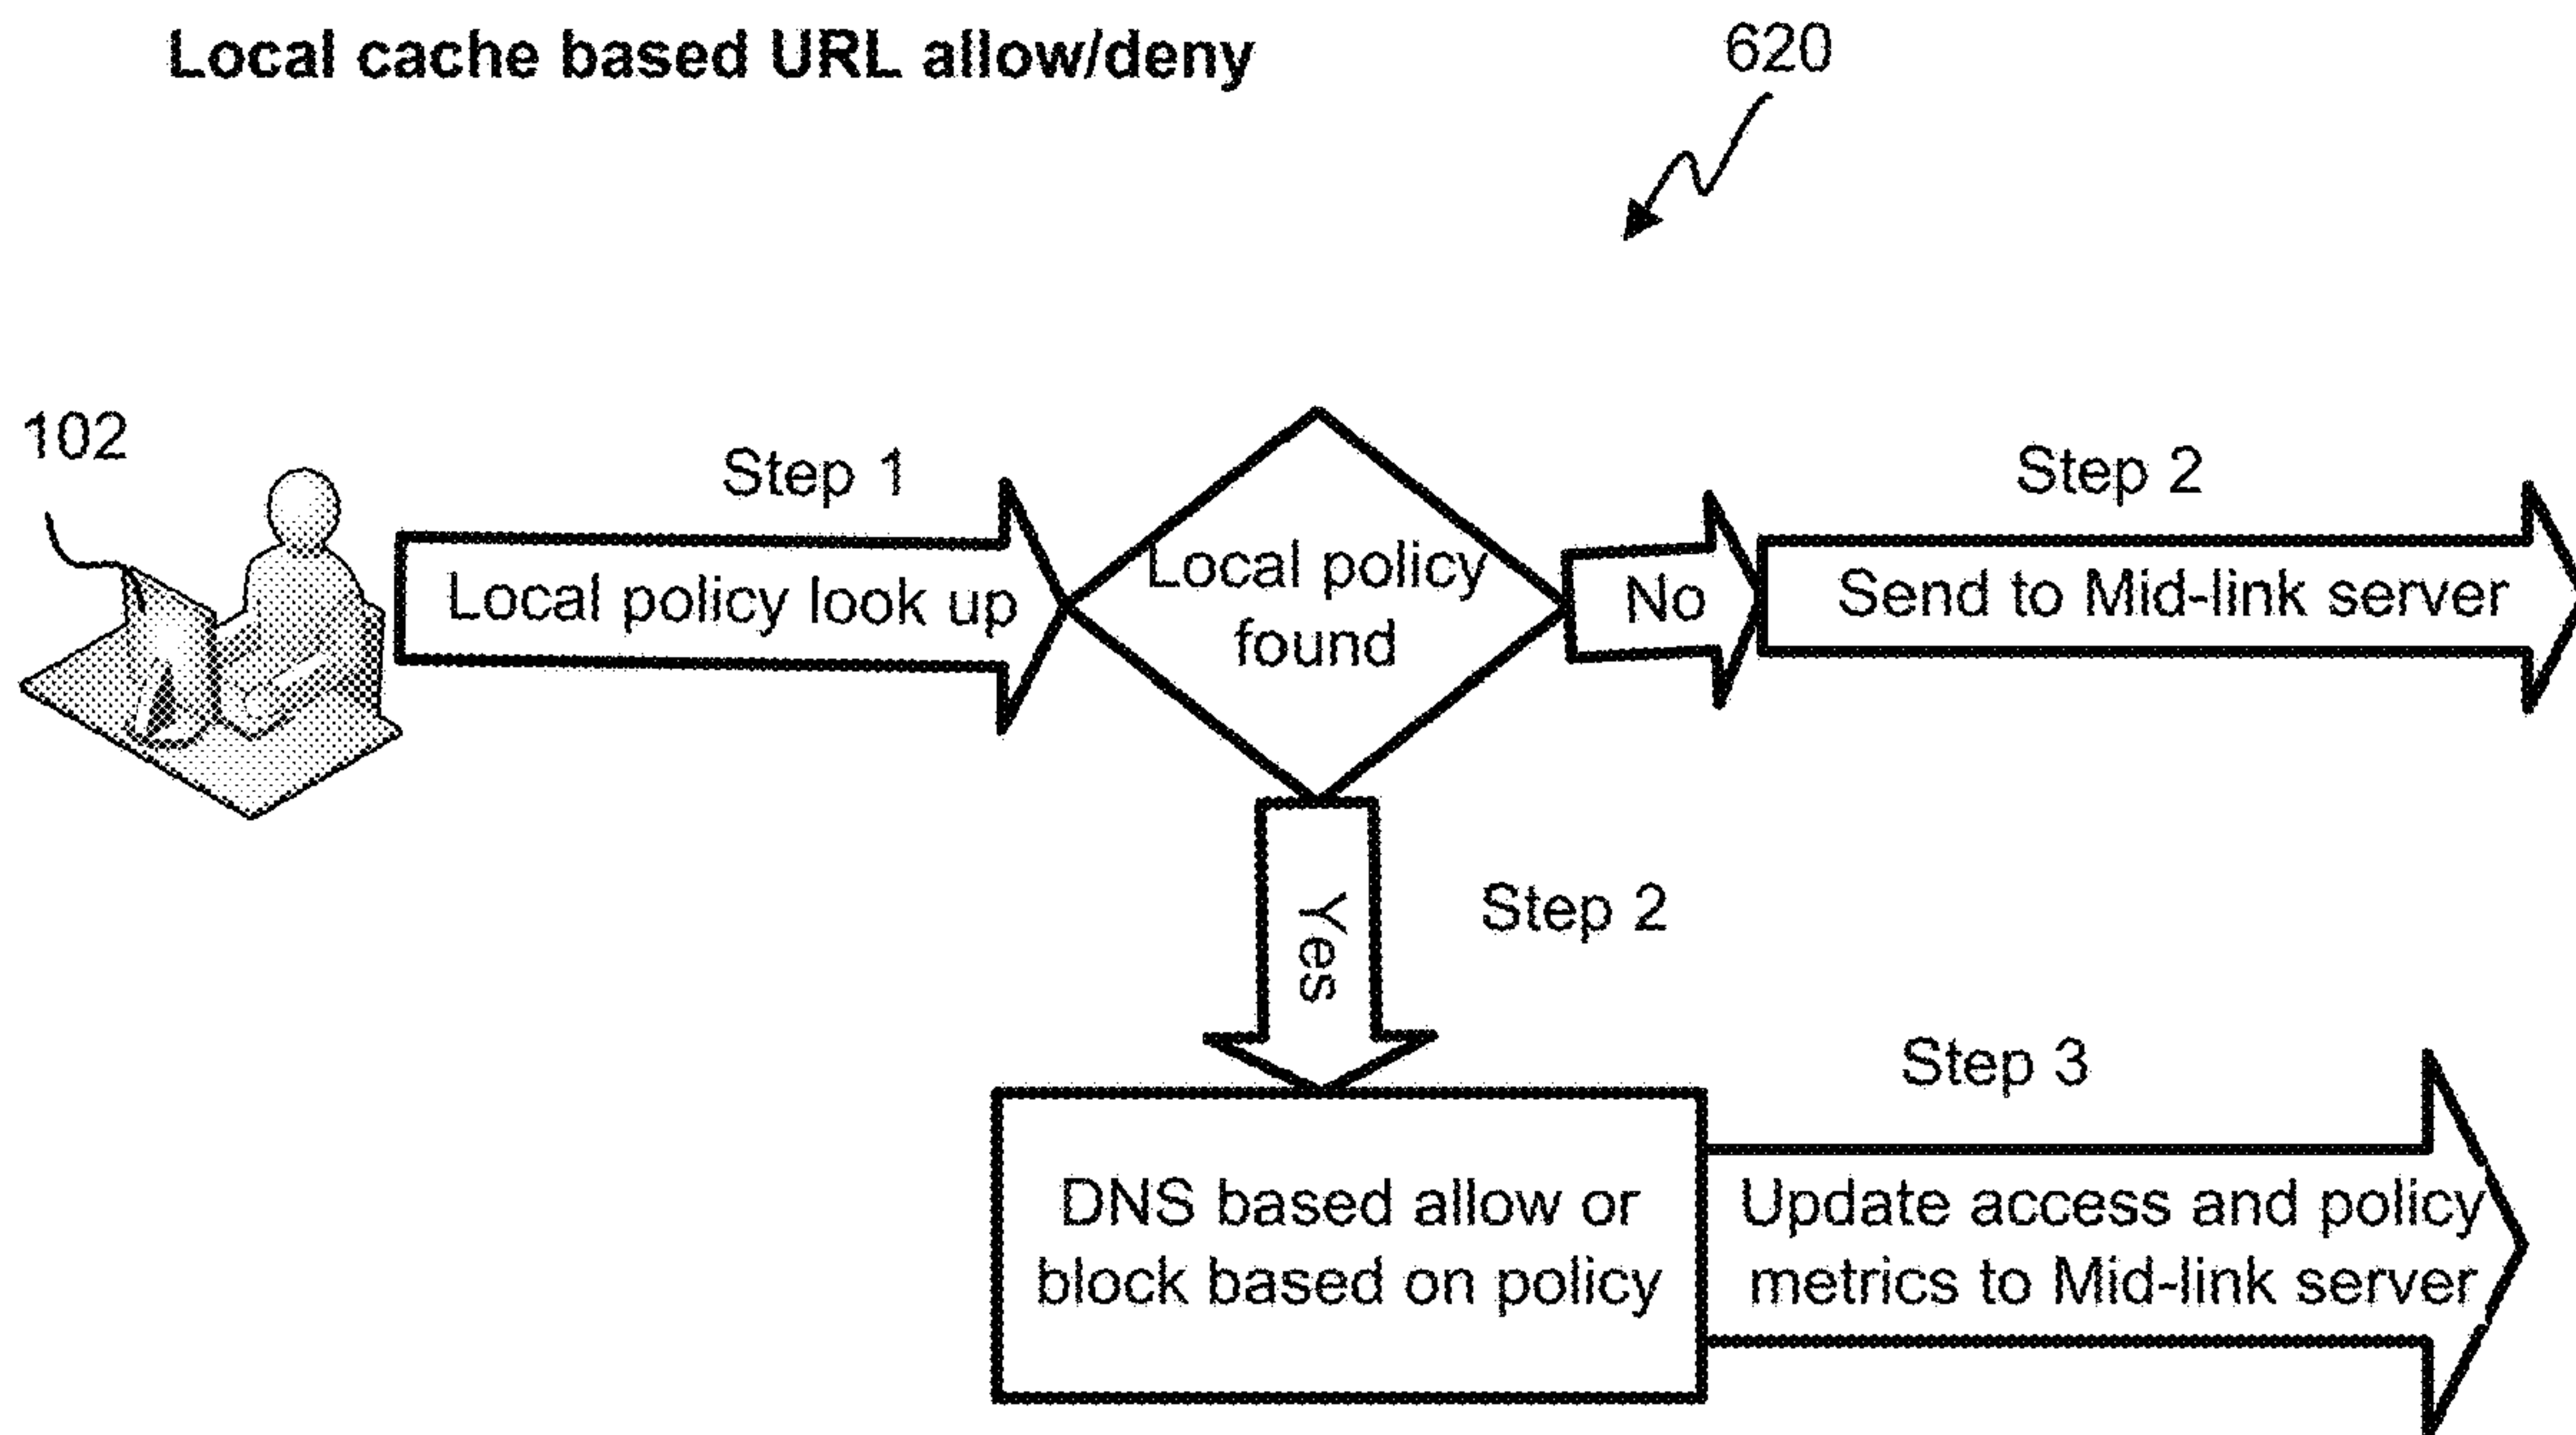 Local cache based URL allow/deny
620
102
Step 1
Local policy look up
Local policy
found
No
Step 2
Send to Mid-link server
Yes
Step 2
DNS based allow or
block based on policy
Step 3
Update access and policy
metrics to Mid-link server